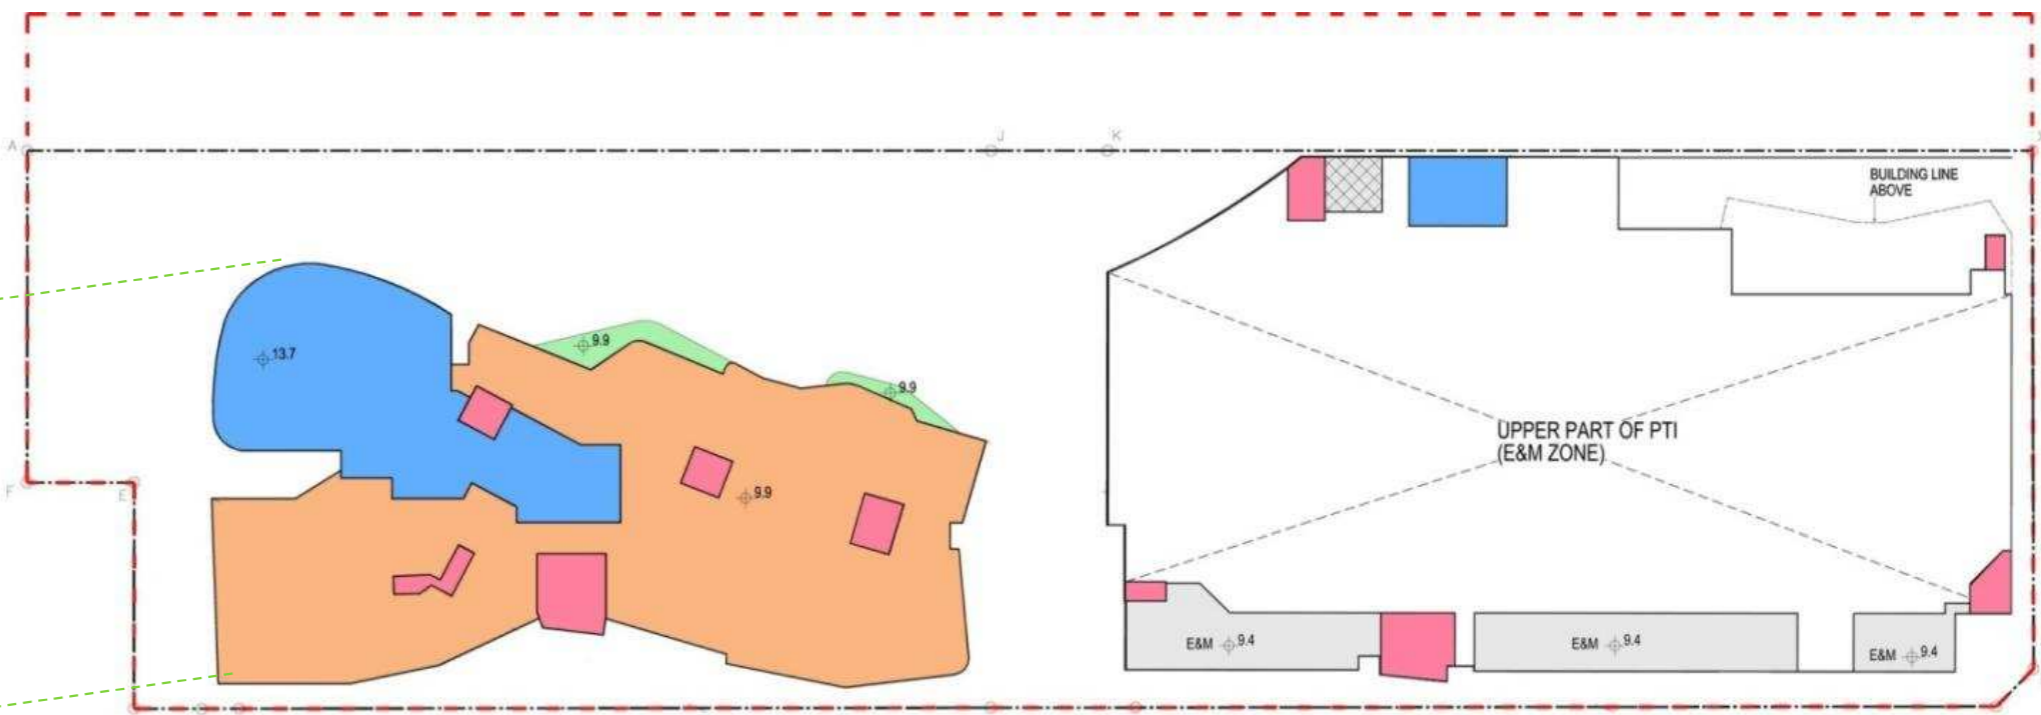 J
K
A
BUILDING LINE
ABOVE
9.9
13.7
9.9
UPPER PART OF PTI
(E&M ZONE)
F
E
9.9
E&M 9.4
E&M 9.4
E&M 9.4